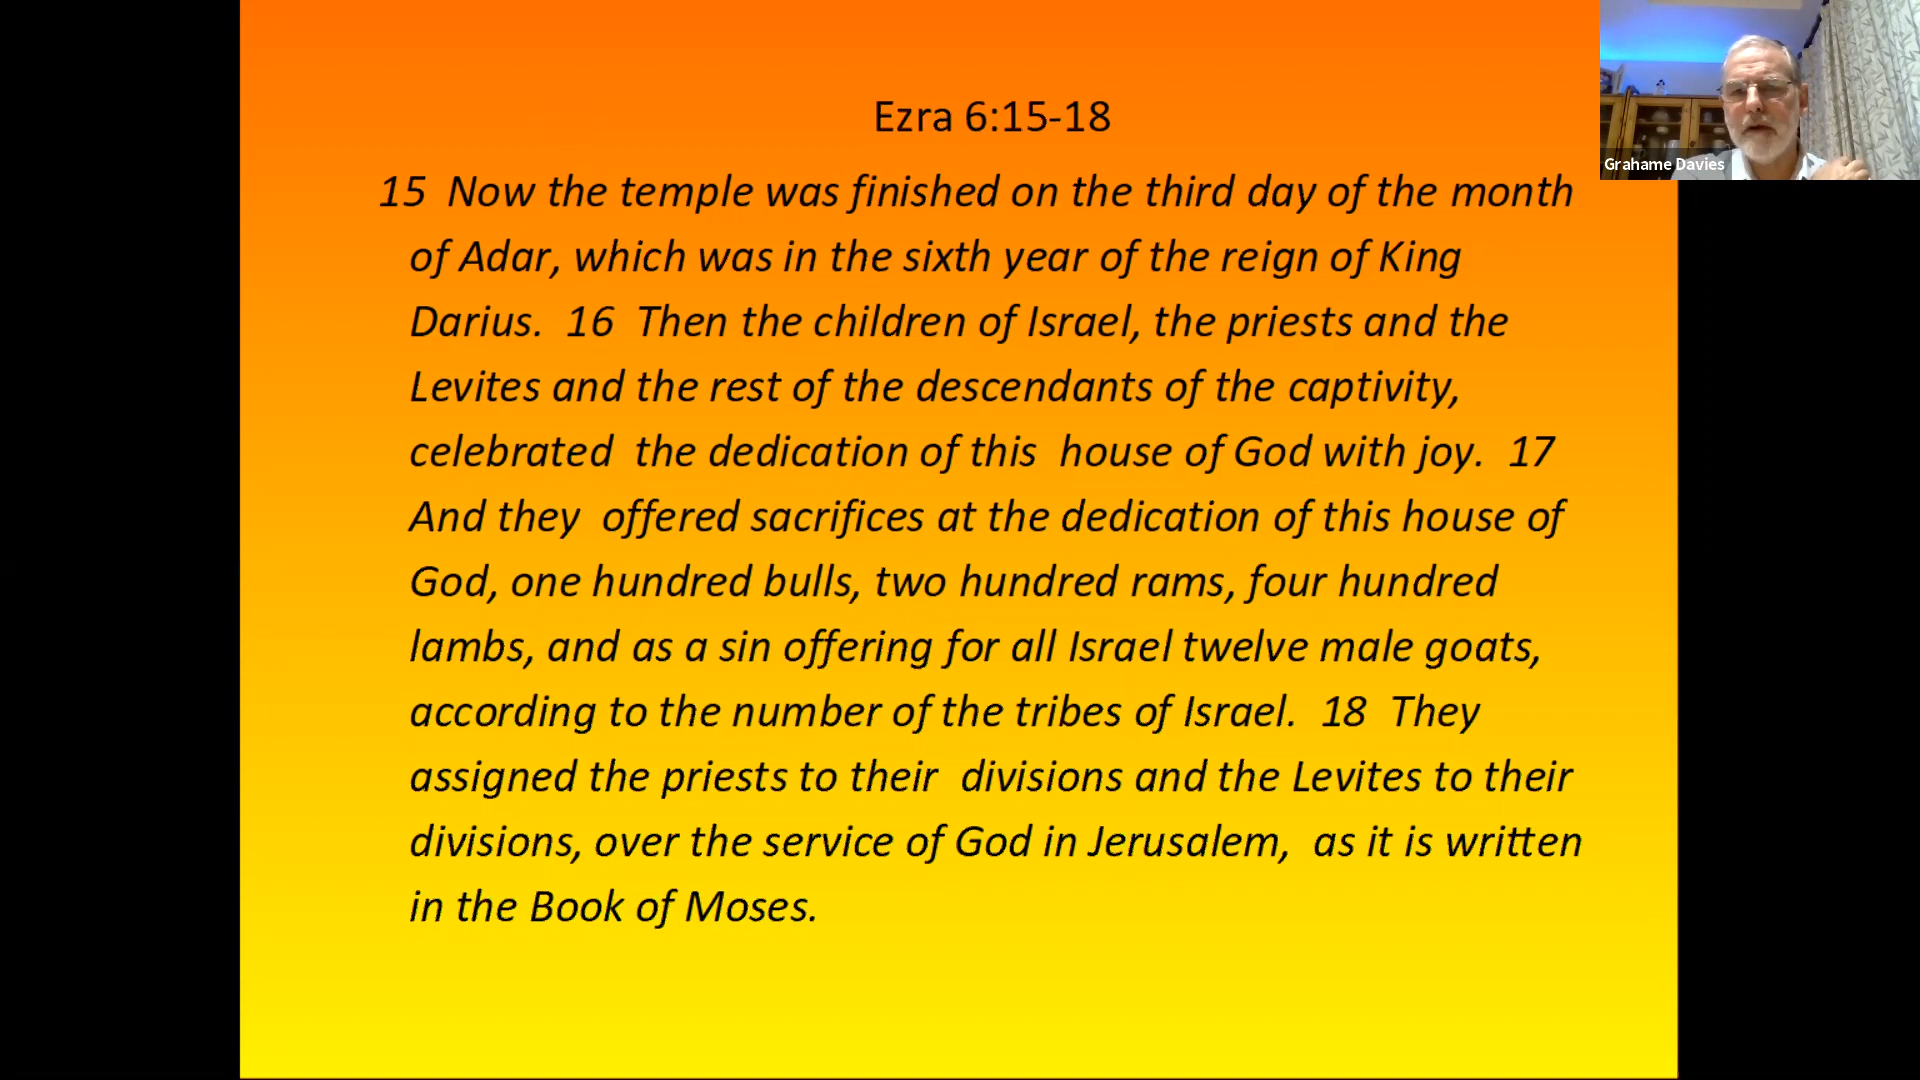 Ezra 6:15-18
15 Now the temple was finished on the third day of the month
of Adar, which was in the sixth year of the reign of King
Darius. 16 Then the children of Israel, the priests and the
Levites and the rest of the descendants of the captivity,
celebrated the dedication of this house of God with joy. 17
And they offered sacrifices at the dedication of this house of
God, one hundred bulls, two hundred rams, four hundred
lambs, and as a sin offering for all Israel twelve male goats,
according to the number of the tribes of Israel. 18 They
assigned the priests to their divisions and the Levites to their
divisions, over the service of God in Jerusalem, as it is written
in the Book of Moses.
Grahame Davies